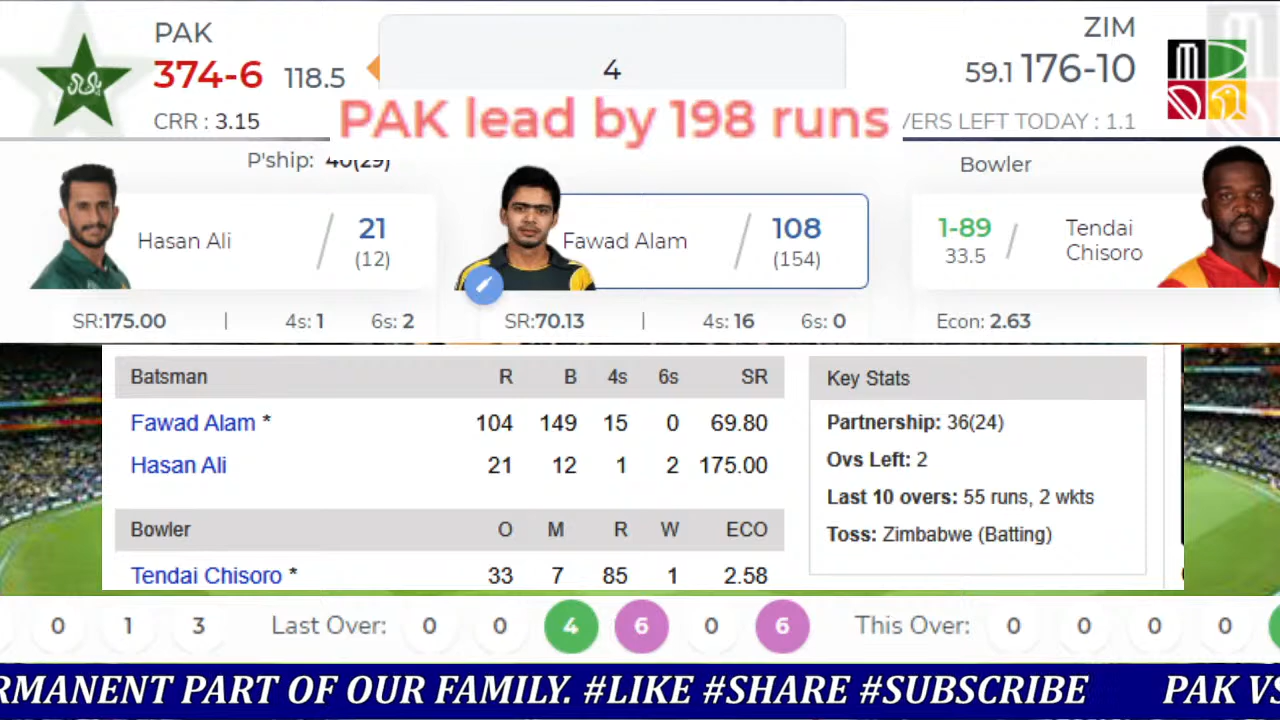 PAK
374-6 118.5
CRR : 3.15
4
PAK lead by 198 runs
ZIM
59.1 176-10
VERS LEFT TODAY : 1.1
P'ship: 40(29)
Bowler
Hasan Ali
21
(12)
Fawad Alam
108
(154)
1-89
33.5
Tendai
Chisoro
SR:175.00 | 4s: 1 6s: 2
SR:70.13 | 4s: 16 6s: 0
Econ: 2.63
Batsman R B 4s 6s SR
Fawad Alam * 104 149 15 0 69.80
Hasan Ali 21 12 1 2 175.00
Bowler O M R W ECO
Tendai Chisoro * 33 7 85 1 2.58
Key Stats
Partnership: 36(24)
Ovs Left: 2
Last 10 overs: 55 runs, 2 wkts
Toss: Zimbabwe (Batting)
0 1 3 Last Over: 0 0 4 6 0 6 This Over: 0 0 0 0
RMANENT PART OF OUR FAMILY. #LIKE #SHARE #SUBSCRIBE PAK VS